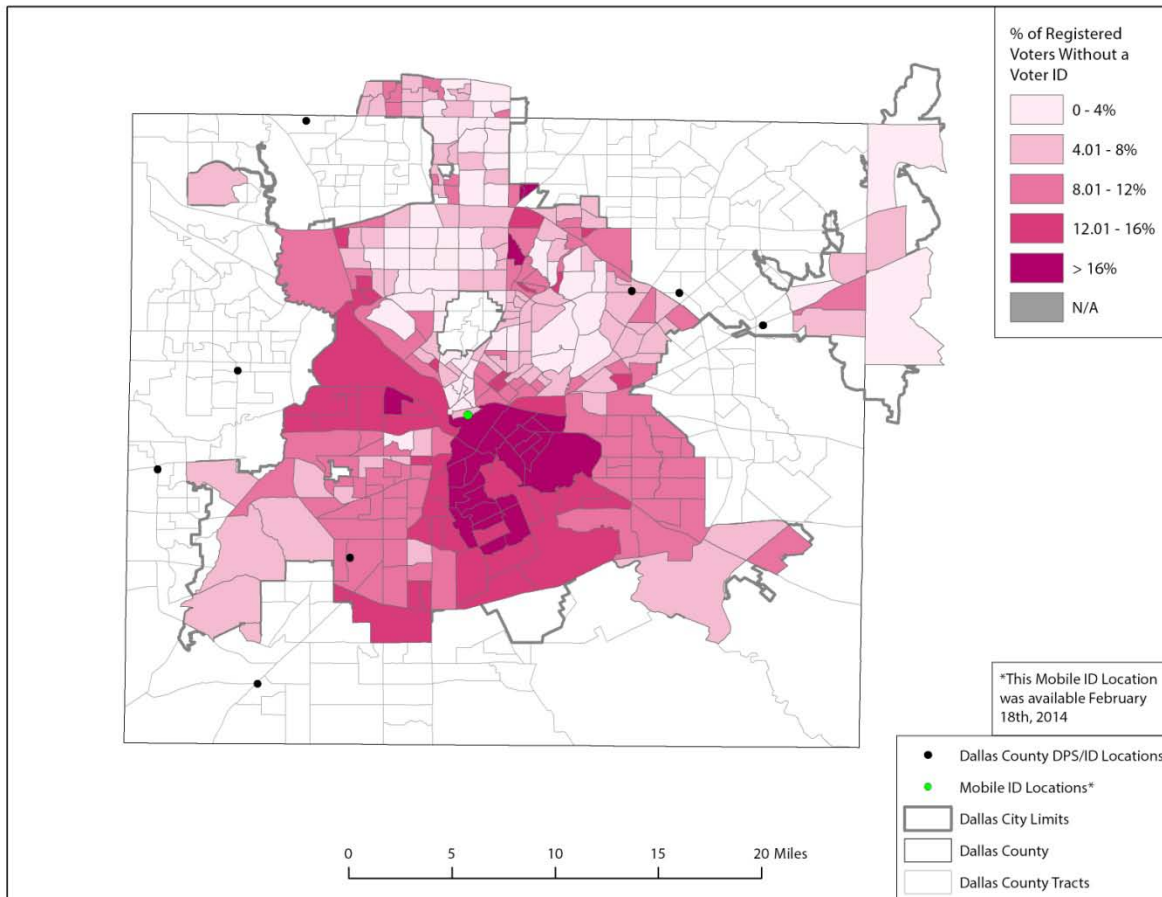 % of Registered
Voters Without a
Voter ID
0 - 4%
4.01 - 8%
8.01 - 12%
12.01 - 16%
> 16%
N/A
*This Mobile ID Location
was available February
18th, 2014
Dallas County DPS/ID Locations
Mobile ID Locations*
Dallas City Limits
Dallas County
Dallas County Tracts
0 5 10 15 20 Miles